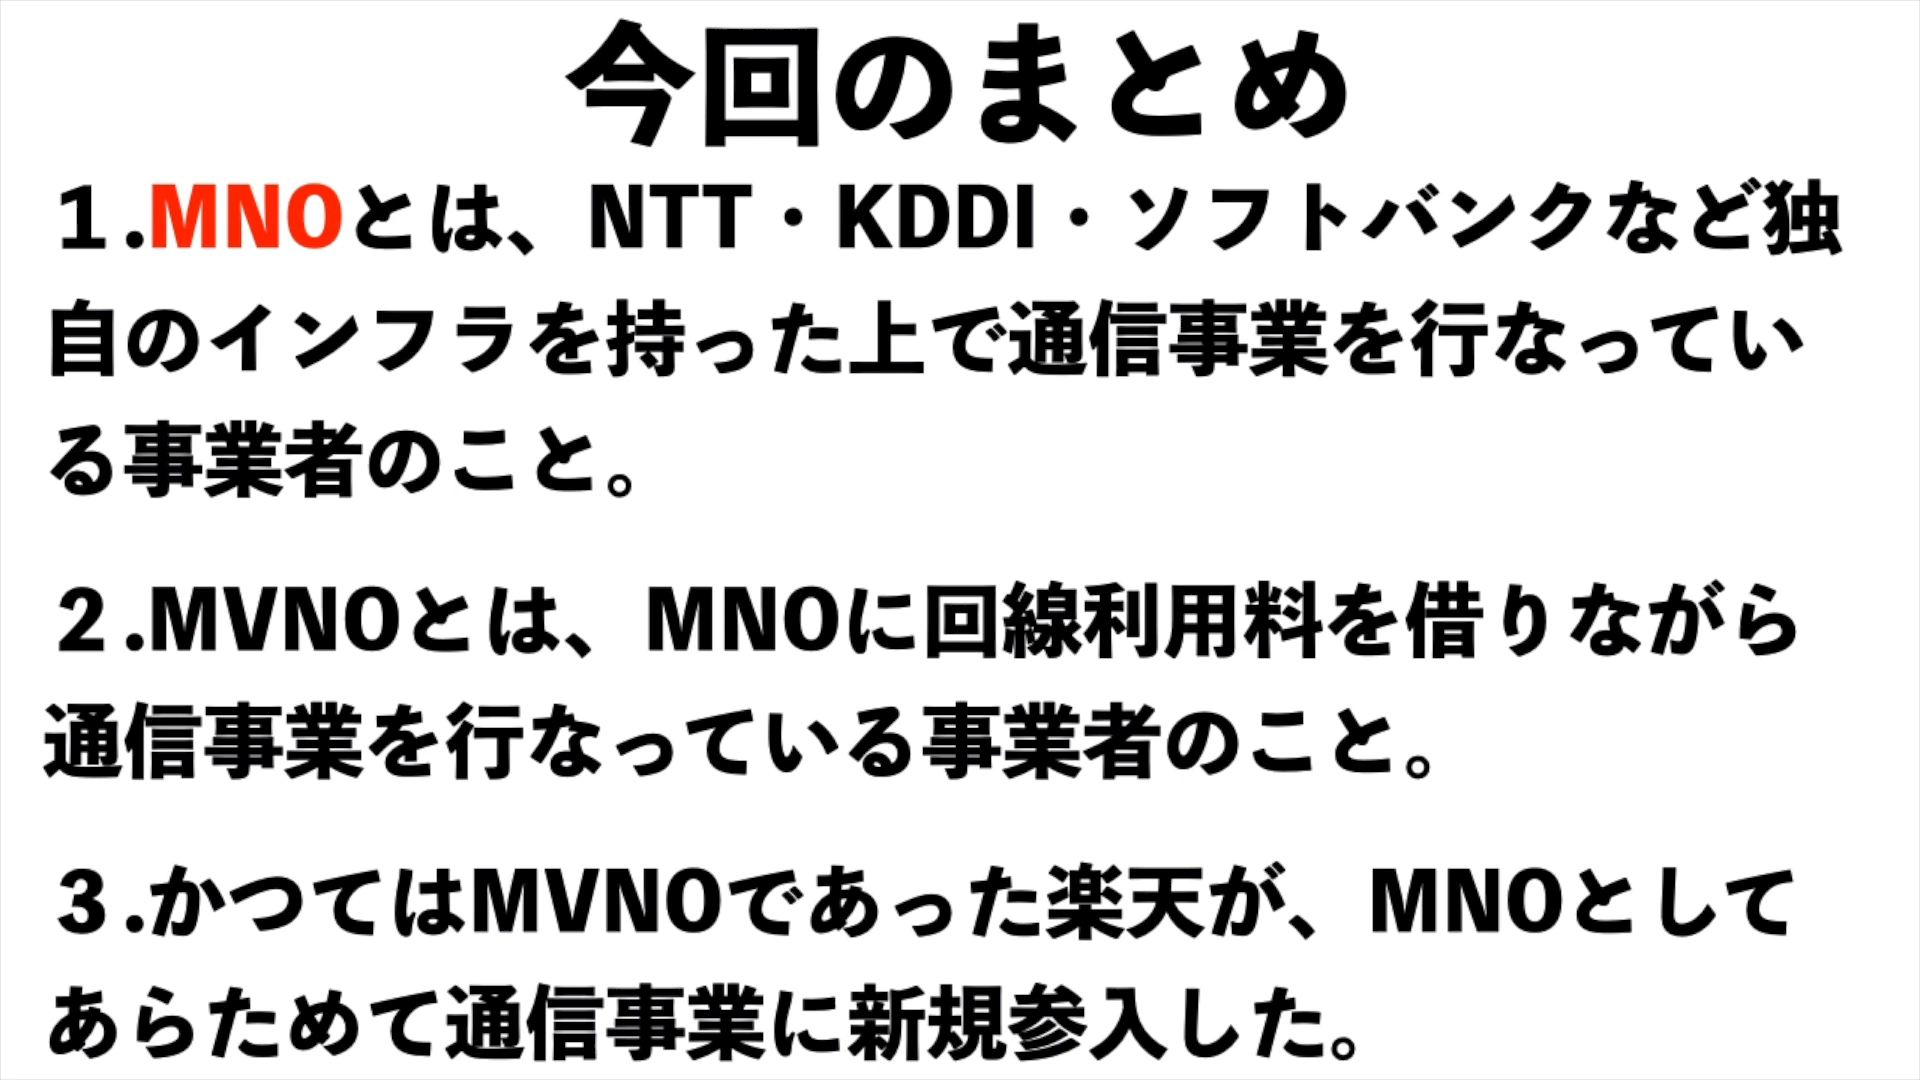 今回のまとめ
１.MNOとは、NTT・KDDI・ソフトバンクなど独
自のインフラを持った上で通信事業を行なってい
る事業者のこと。
２.MVNOとは、MNOに回線利用料を借りながら
通信事業を行なっている事業者のこと。
３.かつてはMVNOであった楽天が、MNOとして
あらためて通信事業に新規参入した。